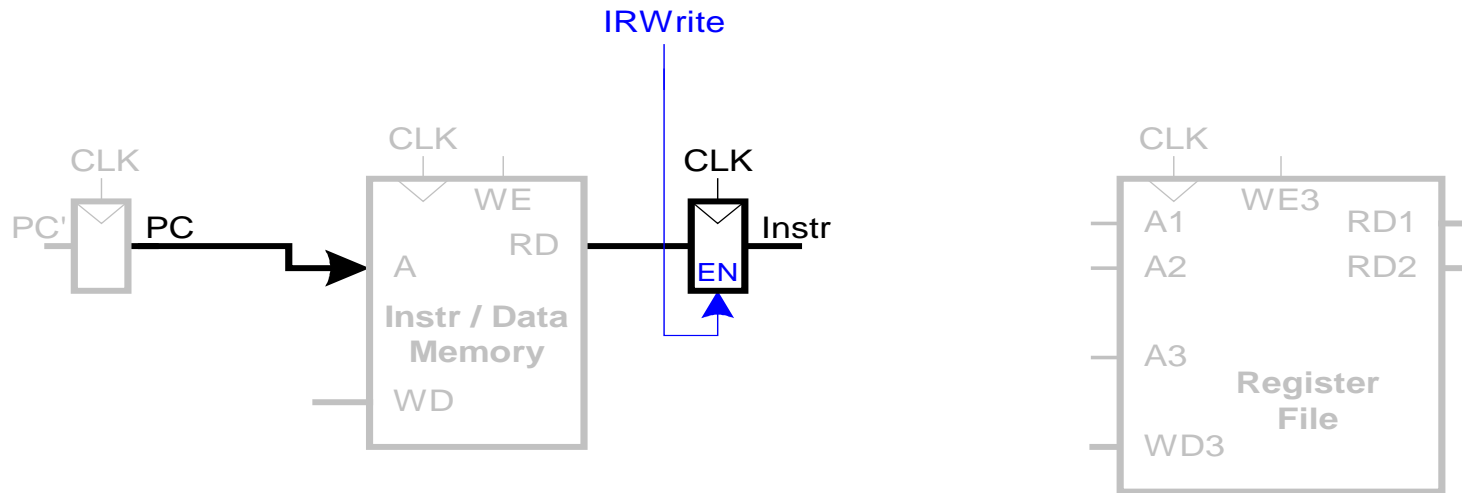 IRWrite
CLK
PC'
PC
CLK
WE
A
RD
Instr / Data
Memory
WD
CLK
EN
Instr
CLK
WE3
A1
RD1
A2
RD2
A3
Register
File
WD3